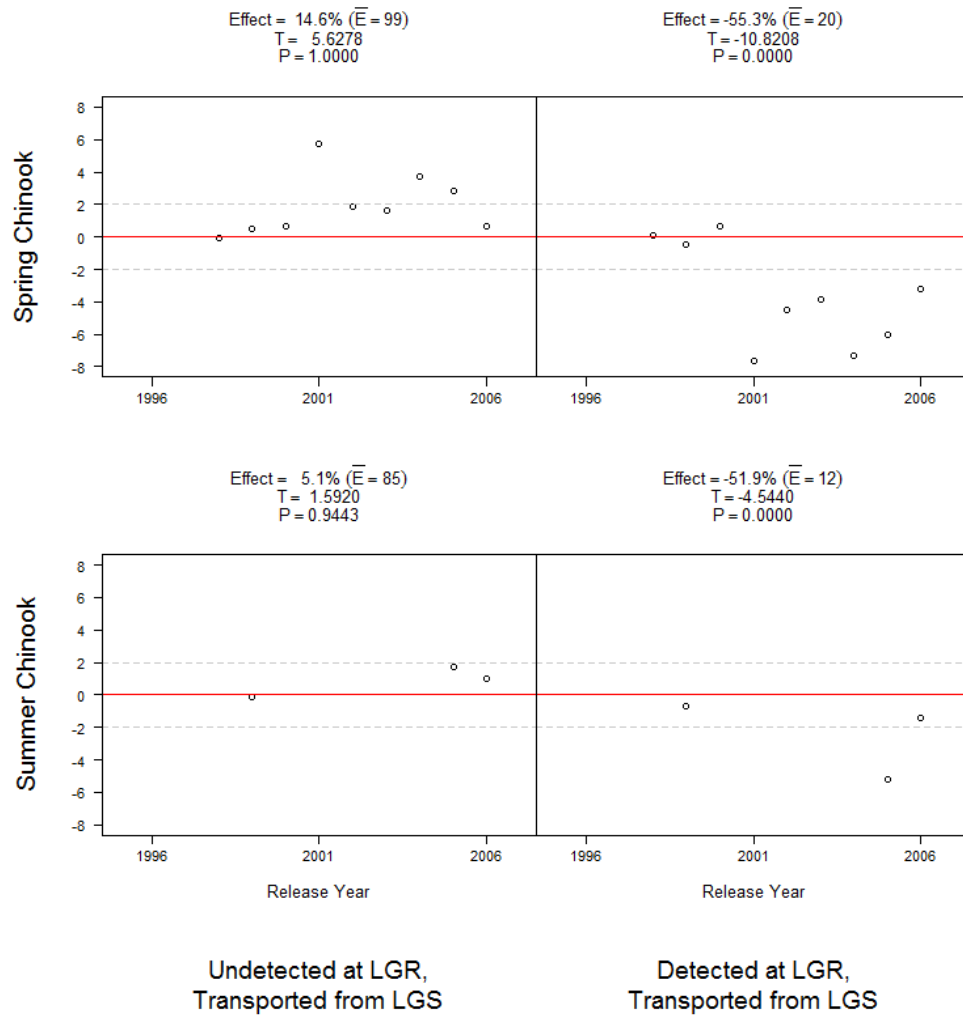 Effect = 14.6% (E̅ = 99)
T = 5.6278
P = 1.0000
Effect = -55.3% (E̅ = 20)
T = -10.8208
P = 0.0000
Spring Chinook
8
6
4
2
0
-2
-4
-6
-8
1996 2001 2006
1996 2001 2006
Effect = 5.1% (E̅ = 85)
T = 1.5920
P = 0.9443
Effect = -51.9% (E̅ = 12)
T = -4.5440
P = 0.0000
Summer Chinook
8
6
4
2
0
-2
-4
-6
-8
1996 2001 2006
1996 2001 2006
Release Year
Release Year
Undetected at LGR,
Transported from LGS
Detected at LGR,
Transported from LGS